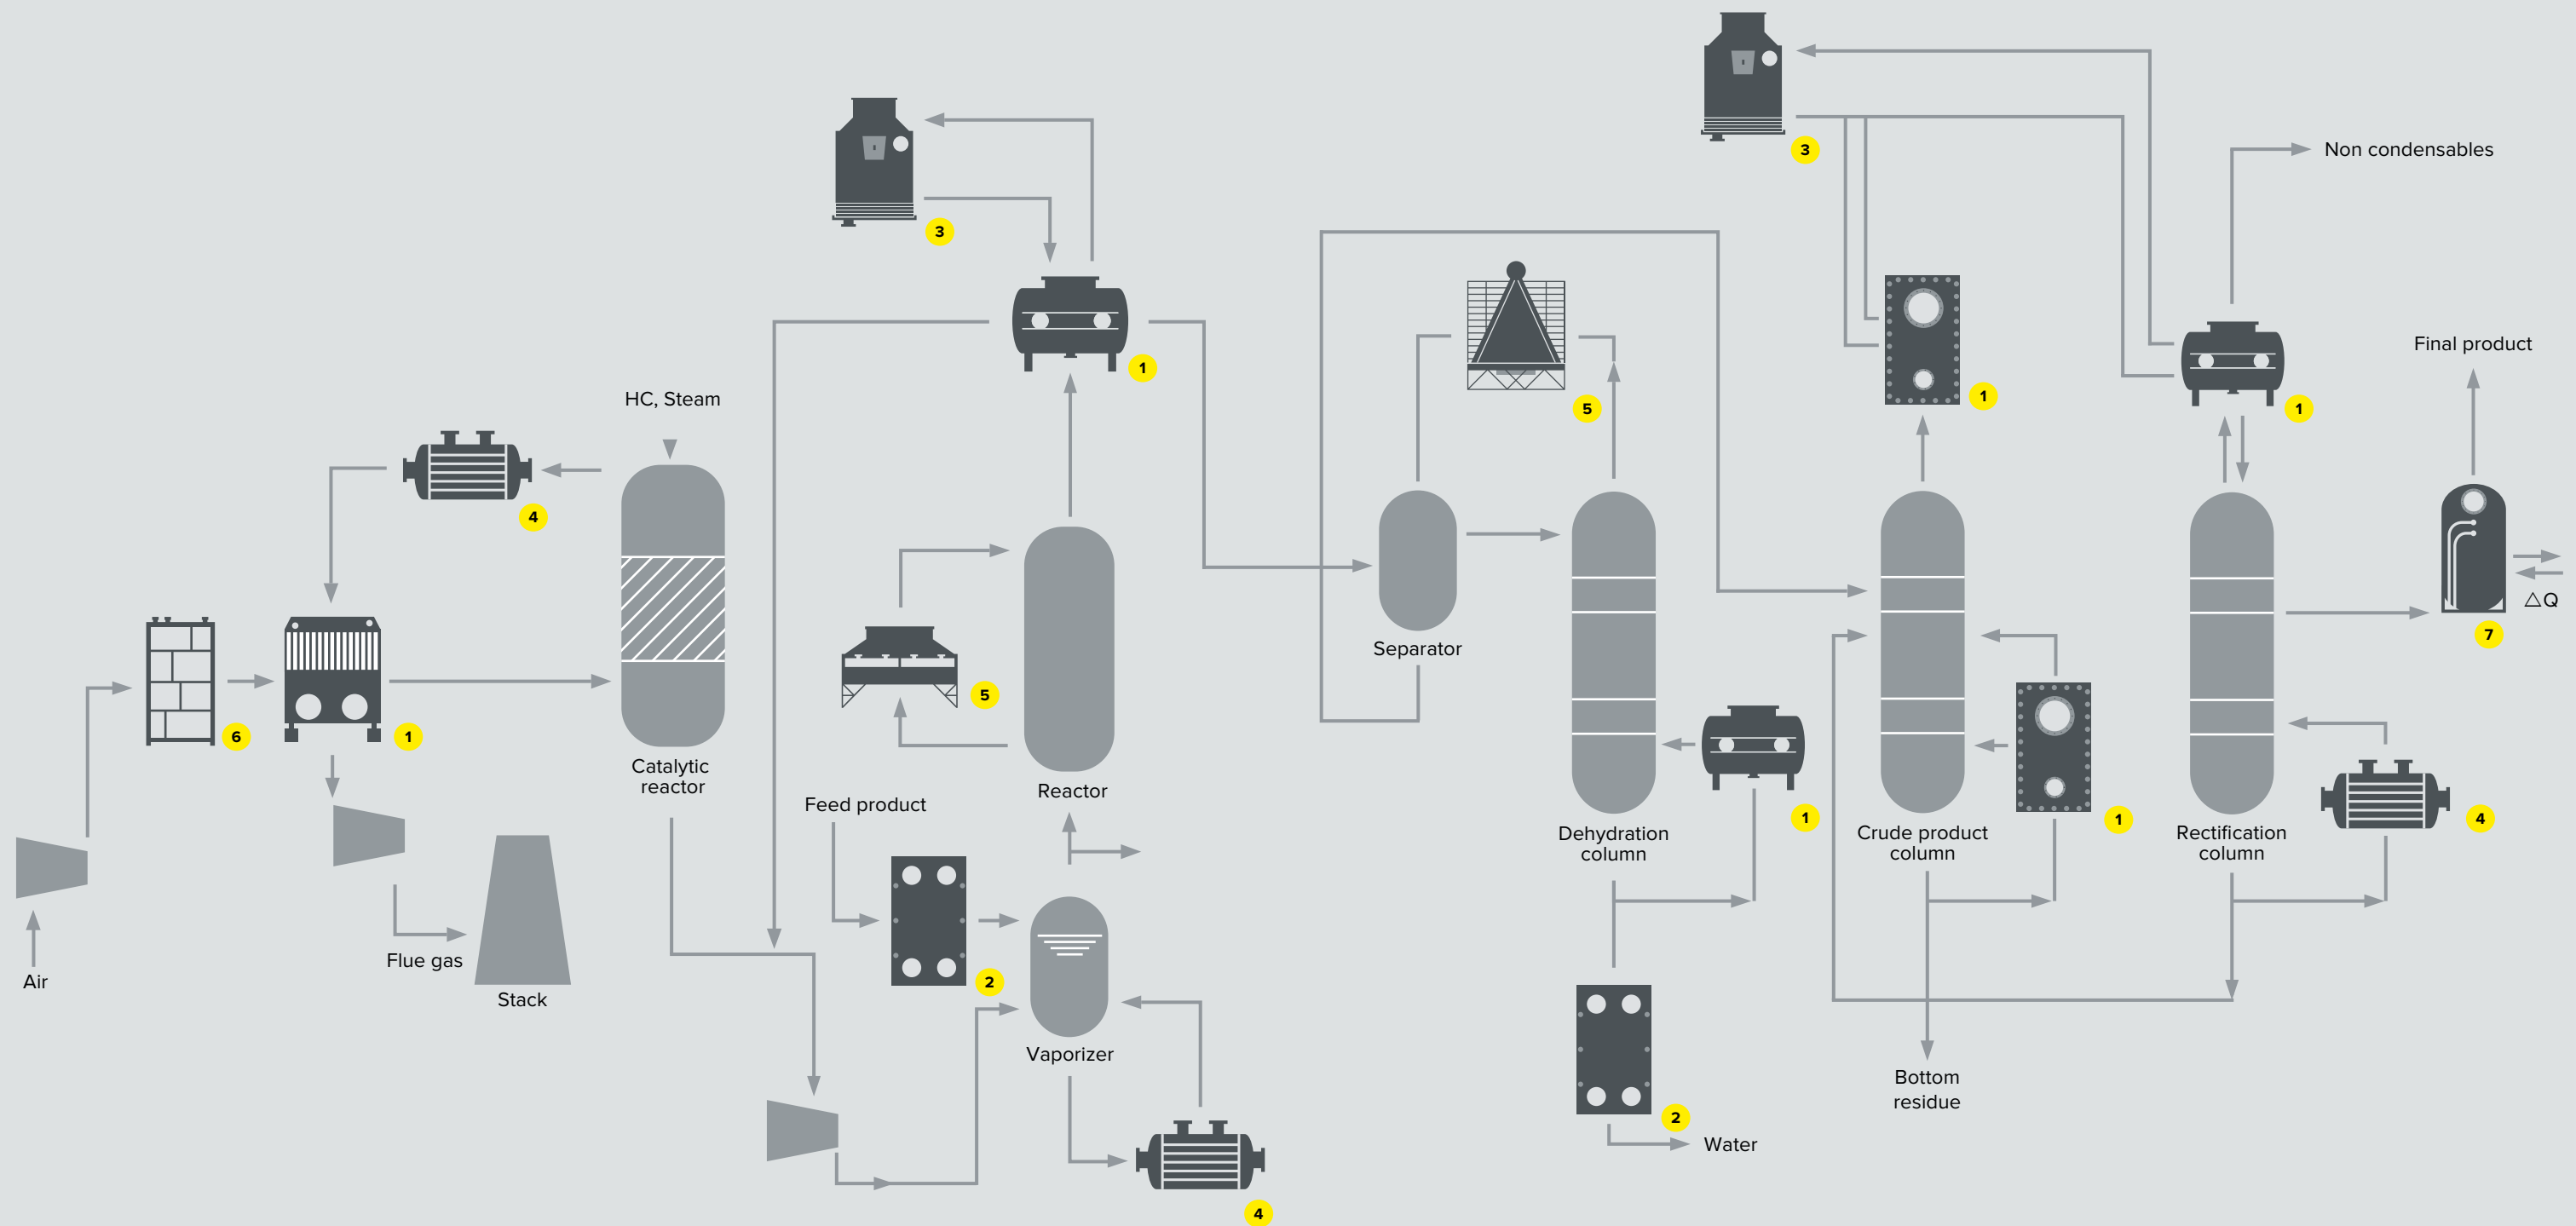 3
Non condensables
3
Final product
1
1
1
HC, Steam
5
4
△Q
7
Separator
5
6
1
Catalytic
reactor
Reactor
Feed product
1
1
4
Dehydration
column
Crude product
column
Rectification
column
Flue gas
Air
2
Stack
Vaporizer
Bottom
residue
2
Water
4